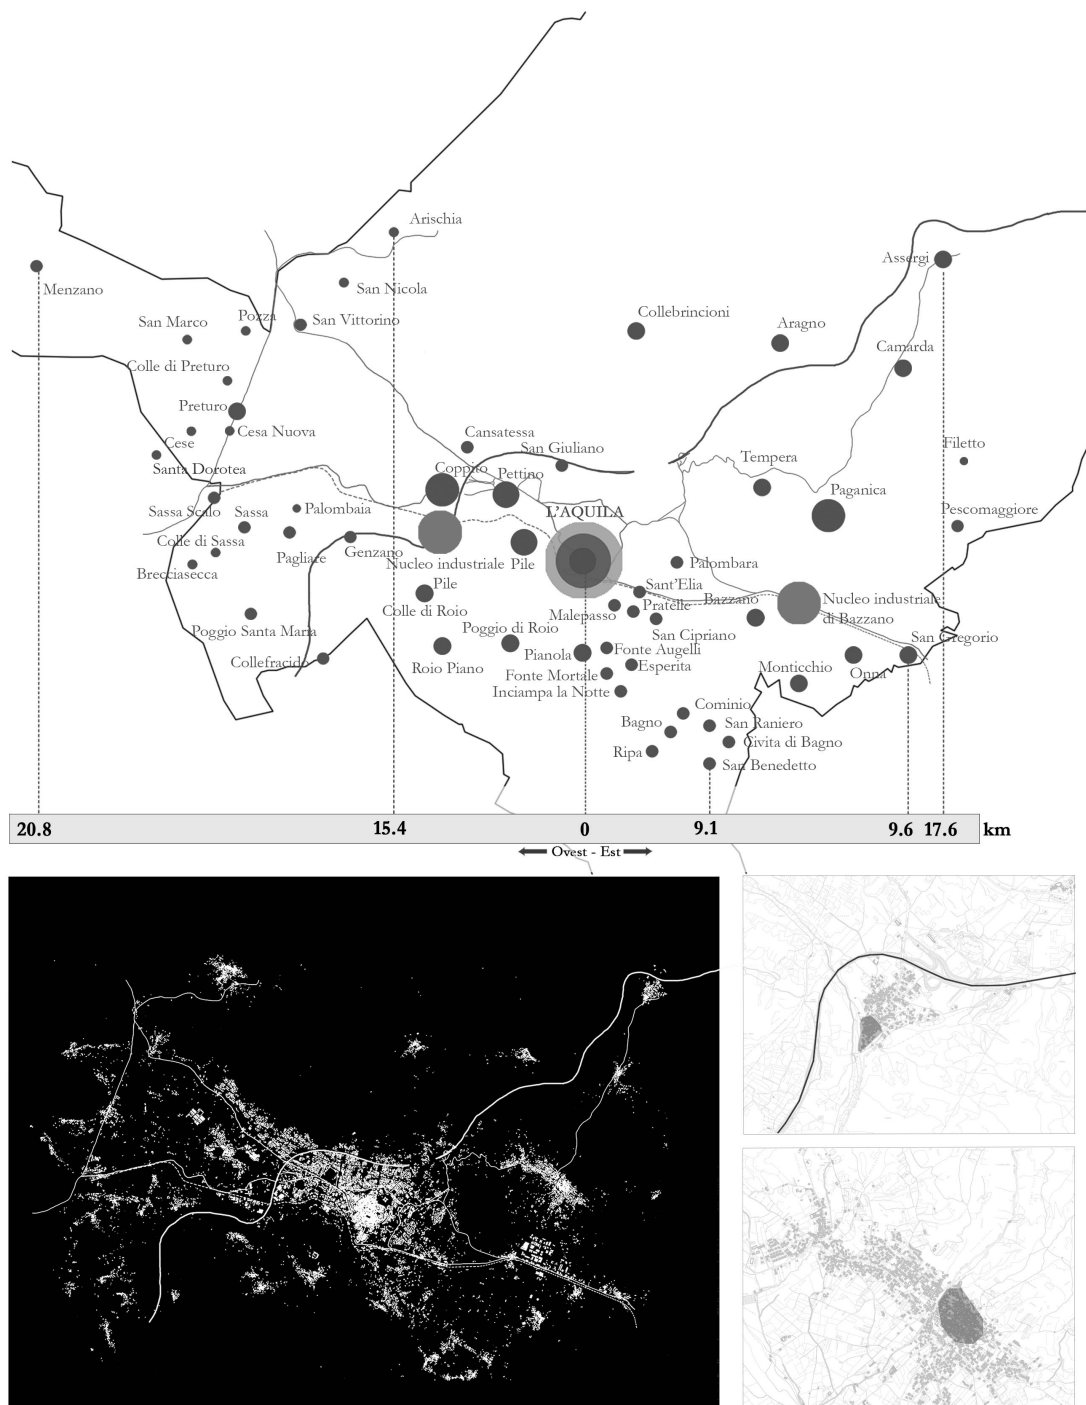 Arischia
Assergi
Menzano
San Nicola
San Marco
Pozza
San Vittorino
Collebrincioni
Aragno
Camarda
Colle di Preturo
Preturo
Cese
Cesa Nuova
Cansatessa
San Giuliano
Filetto
Santa Dorotea
Coppito
Pettino
Tempera
Paganica
Sassa Scalo
Sassa
Palombaia
L'AQUILA
Pescomaggiore
Colle di Sassa
Pagliare
Genzano
Nucleo industriale
Pile
Pile
Palombara
Brecciasecca
Colle di Roio
Sant'Elia
Malepasso
Pratelle
Bazzano
Nucleo industriale
di Bazzano
Poggio Santa Maria
Poggio di Roio
San Cipriano
San Gregorio
Collefracido
Roio Piano
Pianola
Fonte Augelli
Esperita
Fonte Mortale
Monticchio
Onna
Inciampa la Notte
Cominio
Bagno
San Raniero
Ripa
Civita di Bagno
San Benedetto
20.8 15.4 0 9.1 9.6 17.6 km
Ovest - Est